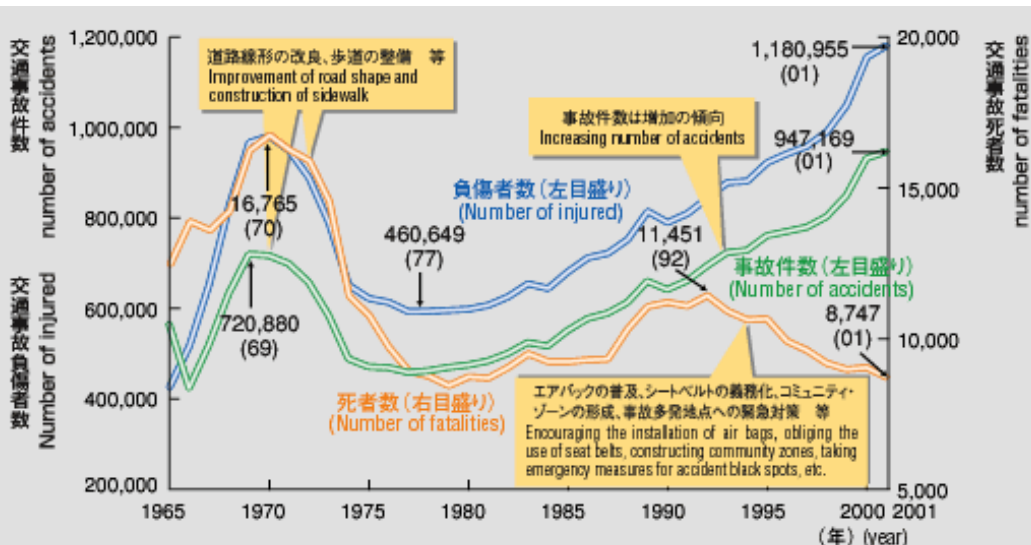 交通事故件数
number of accidents
交通事故負傷者数
Number of injured
1,200,000
1,000,000
800,000
600,000
400,000
200,000
道路線形の改良、歩道の整備 等
Improvement of road shape and
construction of sidewalk
事故件数は増加の傾向
Increasing number of accidents
1,180,955
(01)
947,169
(01)
負傷者数(左目盛り)
(Number of injured)
16,765
(70)
460,649
(77)
11,451
(92)
事故件数(左目盛り)
(Number of accidents)
720,880
(69)
8,747
(01)
死者数(右目盛り)
(Number of fatalities)
エアバックの普及、シートベルトの義務化、コミュニティ・
ゾーンの形成、事故多発地点への緊急対策 等
Encouraging the installation of air bags, obliging the
use of seat belts, constructing community zones, taking
emergency measures for accident black spots, etc.
20,000
15,000
10,000
5,000
交通事故死者数
number of fatalities
1965
1970
1975
1980
1985
1990
1995
2000
2001
(年) (year)